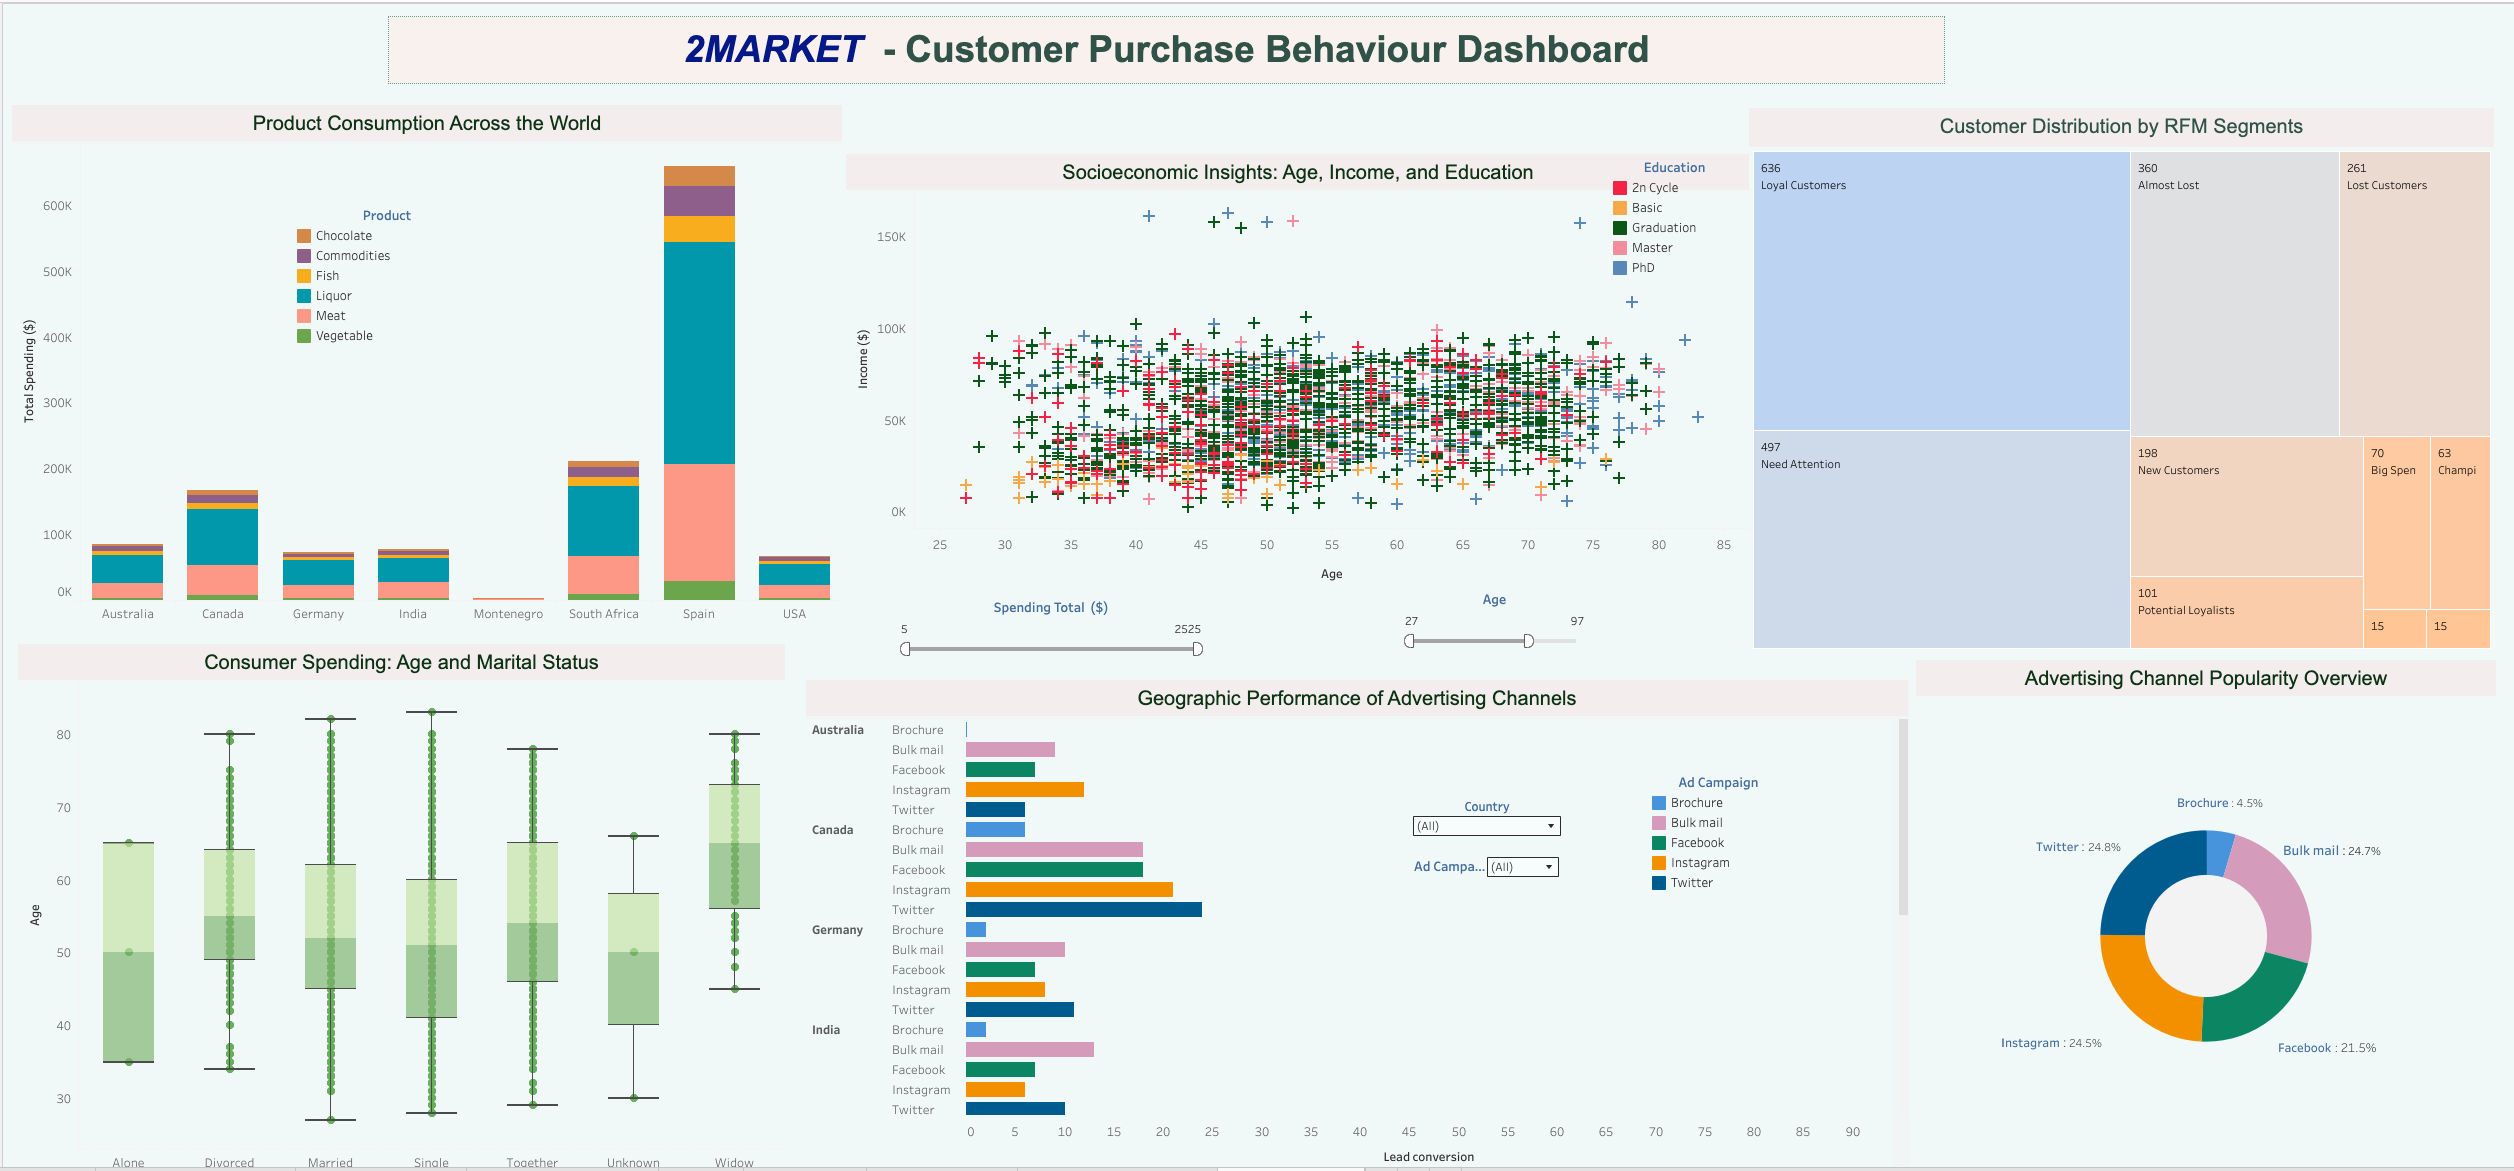 2MARKET - Customer Purchase Behaviour Dashboard
Product Consumption Across the World
Total Spending ($)
600K
500K
400K
300K
200K
100K
0K
Product
Chocolate
Commodities
Fish
Liquor
Meat
Vegetable
Australia
Canada
Germany
India
Montenegro
South Africa
Spain
USA
Socioeconomic Insights: Age, Income, and Education
Education
2n Cycle
Basic
Graduation
Master
PhD
Income ($)
150K
100K
50K
0K
25
30
35
40
45
50
55
60
65
70
75
80
85
Age
Spending Total ($)
5
2525
Age
27
97
Customer Distribution by RFM Segments
636
Loyal Customers
360
Almost Lost
261
Lost Customers
497
Need Attention
198
New Customers
70
Big Spen
63
Champi
101
Potential Loyalists
15
15
Consumer Spending: Age and Marital Status
Age
80
70
60
50
40
30
Alone
Divorced
Married
Single
Together
Unknown
Widow
Geographic Performance of Advertising Channels
Australia
Brochure
Bulk mail
Facebook
Instagram
Twitter
Canada
Brochure
Bulk mail
Facebook
Instagram
Twitter
Germany
Brochure
Bulk mail
Facebook
Instagram
Twitter
India
Brochure
Bulk mail
Facebook
Instagram
Twitter
0
5
10
15
20
25
30
35
40
45
50
55
60
65
70
75
80
85
90
Lead conversion
Country
(All)
Ad Campa... (All)
Ad Campaign
Brochure
Bulk mail
Facebook
Instagram
Twitter
Advertising Channel Popularity Overview
Brochure : 4.5%
Twitter : 24.8%
Bulk mail : 24.7%
Instagram : 24.5%
Facebook : 21.5%